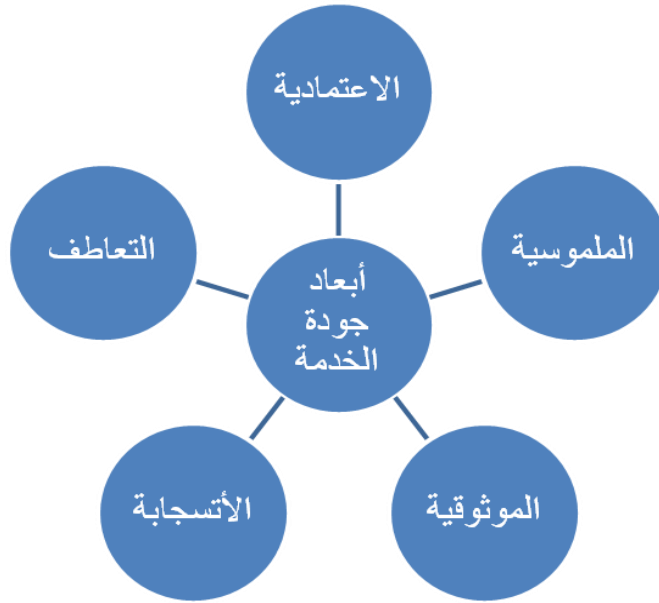 الاعتمادية
الملموسية
التعاطف
أبعاد
جودة
الخدمة
الموثوقية
الأتسجابة